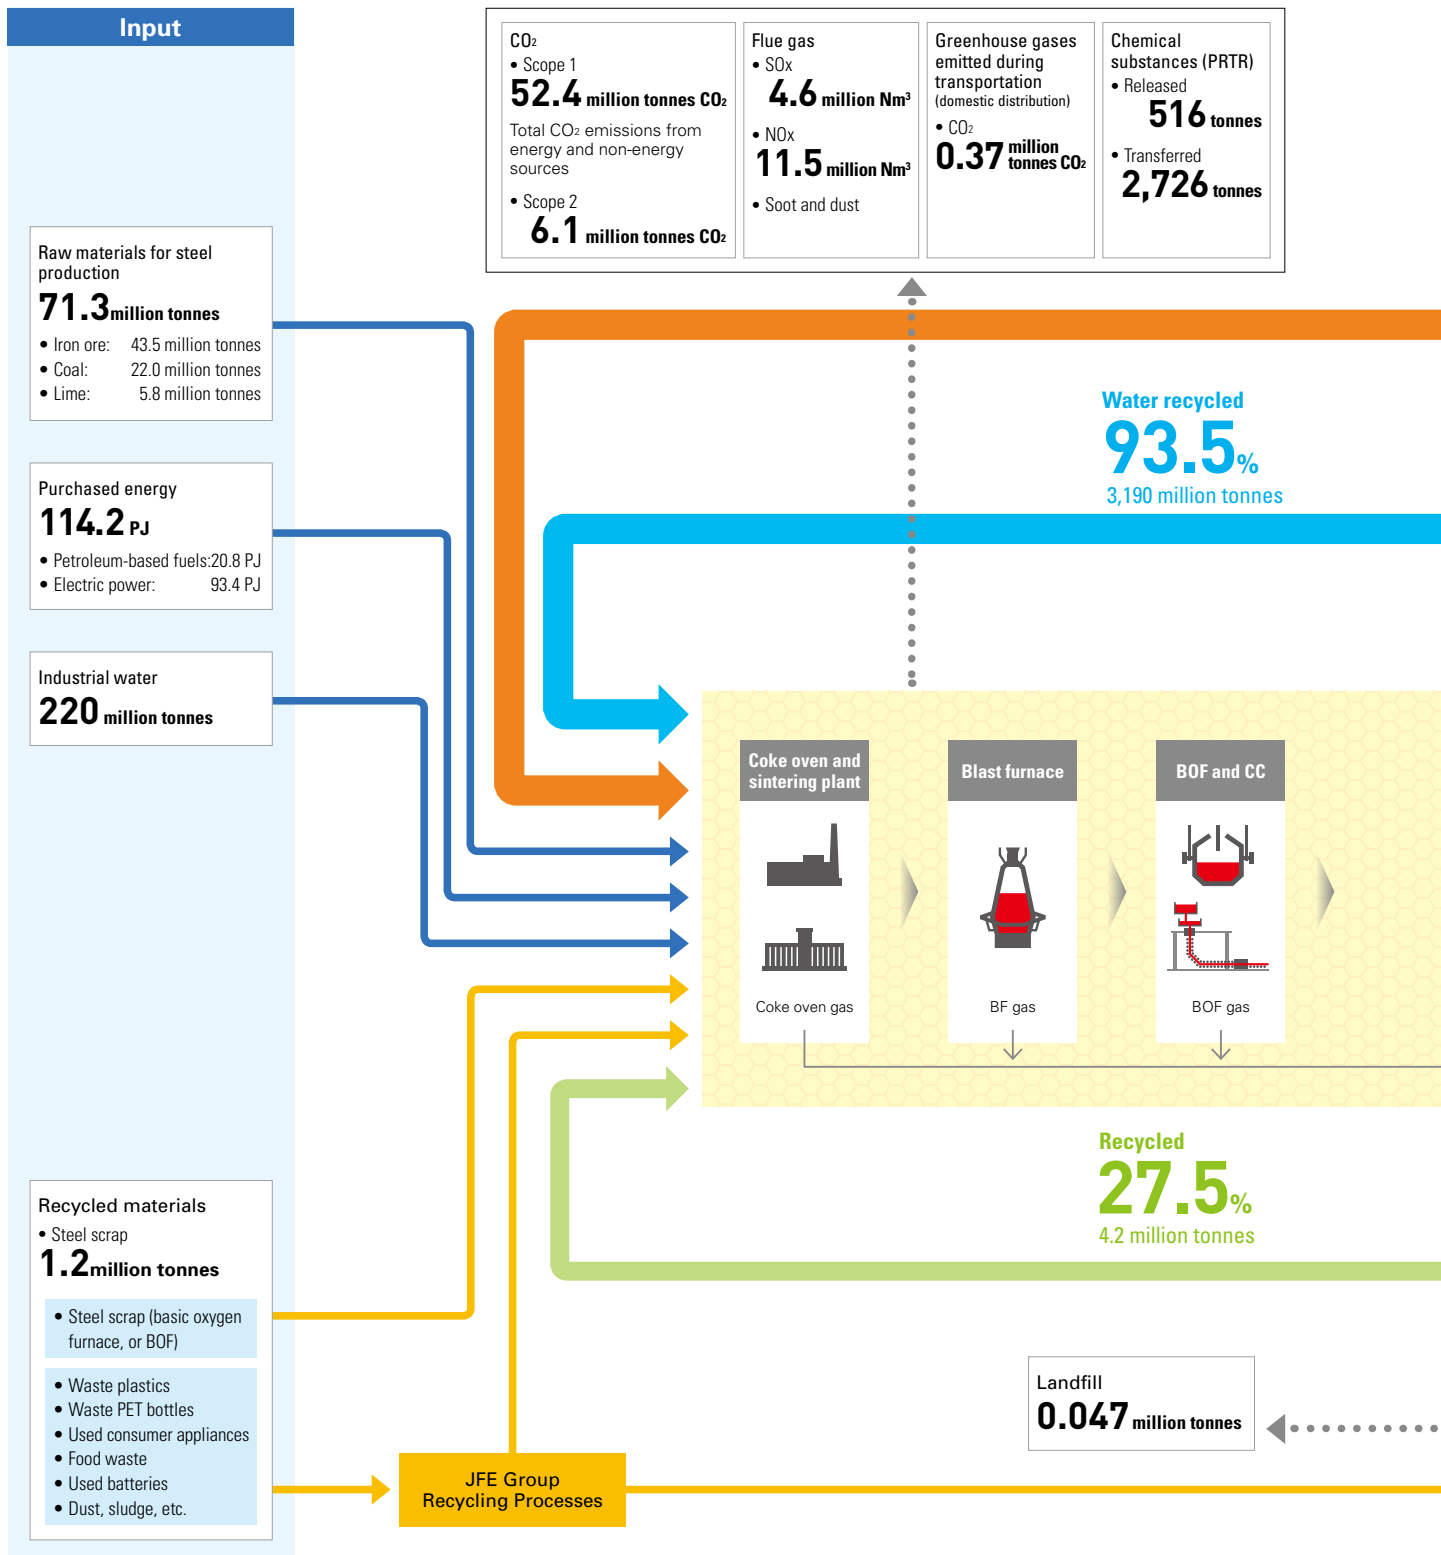 Input
CO₂
• Scope 1
52.4 million tonnes CO₂
Total CO₂ emissions from
energy and non-energy
sources
• Scope 2
6.1 million tonnes CO₂
Flue gas
• SOx
4.6 million Nm³
• NOx
11.5 million Nm³
• Soot and dust
Greenhouse gases
emitted during
transportation
(domestic distribution)
• CO₂
0.37 million
tonnes CO₂
Chemical
substances (PRTR)
• Released
516 tonnes
• Transferred
2,726 tonnes
Raw materials for steel
production
71.3 million tonnes
• Iron ore: 43.5 million tonnes
• Coal: 22.0 million tonnes
• Lime: 5.8 million tonnes
Water recycled
93.5%
3,190 million tonnes
Purchased energy
114.2 PJ
• Petroleum-based fuels:20.8 PJ
• Electric power: 93.4 PJ
Industrial water
220 million tonnes
Coke oven and
sintering plant
Coke oven gas
Blast furnace
BF gas
BOF and CC
BOF gas
Recycled
27.5%
4.2 million tonnes
Recycled materials
• Steel scrap
1.2 million tonnes
• Steel scrap (basic oxygen
furnace, or BOF)
• Waste plastics
• Waste PET bottles
• Used consumer appliances
• Food waste
• Used batteries
• Dust, sludge, etc.
Landfill
0.047 million tonnes
JFE Group
Recycling Processes